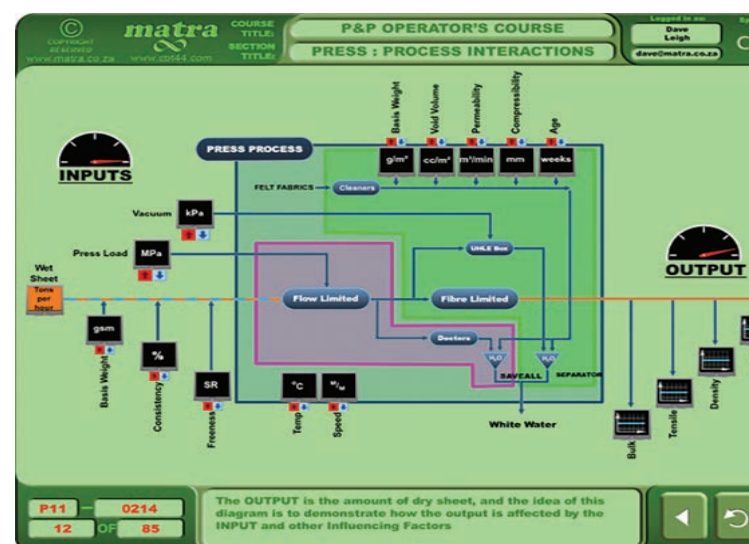 ©
COPYRIGHT
RESERVED
www.matra.co.za
matra
www.cbt44.com
COURSE
TITLE:
P&P OPERATOR'S COURSE
SECTION
TITLE:
PRESS : PROCESS INTERACTIONS
Logged in as:
Dave
Leigh
dave@matra.co.za
INPUTS
PRESS PROCESS
Basis Weight
Void Volume
Permeability
Compressibility
Age
g/m²
cc/m²
m³/min
mm
weeks
FELT FABRICS
Cleaners
Vacuum
kPa
UHLE Box
Press Load
MPa
OUTPUT
Wet
Sheet
Tons
per
hour
Flow Limited
Fibre Limited
gsm
Basis Weight
%
Consistency
SR
Freeness
Doctors
H₂O
H₂O
SAVEALL
SEPARATOR
°C
Temp
M/M
Speed
White Water
Bulk
Tensile
Density
P11
0214
12
OF
85
The OUTPUT is the amount of dry sheet, and the idea of this
diagram is to demonstrate how the output is affected by the
INPUT and other Influencing Factors